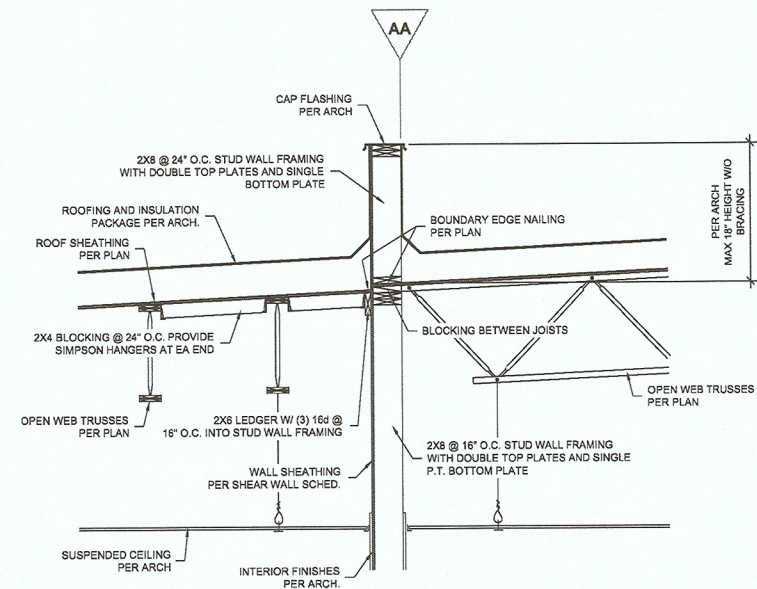 AA
CAP FLASHING
PER ARCH
2X8 @ 24" O.C. STUD WALL FRAMING
WITH DOUBLE TOP PLATES AND SINGLE
BOTTOM PLATE
ROOFING AND INSULATION
PACKAGE PER ARCH.
ROOF SHEATHING
PER PLAN
BOUNDARY EDGE NAILING
PER PLAN
PER ARCH
MAX 18" HEIGHT W/O
BRACING
2X4 BLOCKING @ 24" O.C. PROVIDE
SIMPSON HANGERS AT EA END
BLOCKING BETWEEN JOISTS
OPEN WEB TRUSSES
PER PLAN
OPEN WEB TRUSSES
PER PLAN
2X6 LEDGER W/ (3) 16d @
16" O.C. INTO STUD WALL FRAMING
2X8 @ 16" O.C. STUD WALL FRAMING
WITH DOUBLE TOP PLATES AND SINGLE
P.T. BOTTOM PLATE
WALL SHEATHING
PER SHEAR WALL SCHED.
SUSPENDED CEILING
PER ARCH
INTERIOR FINISHES
PER ARCH.